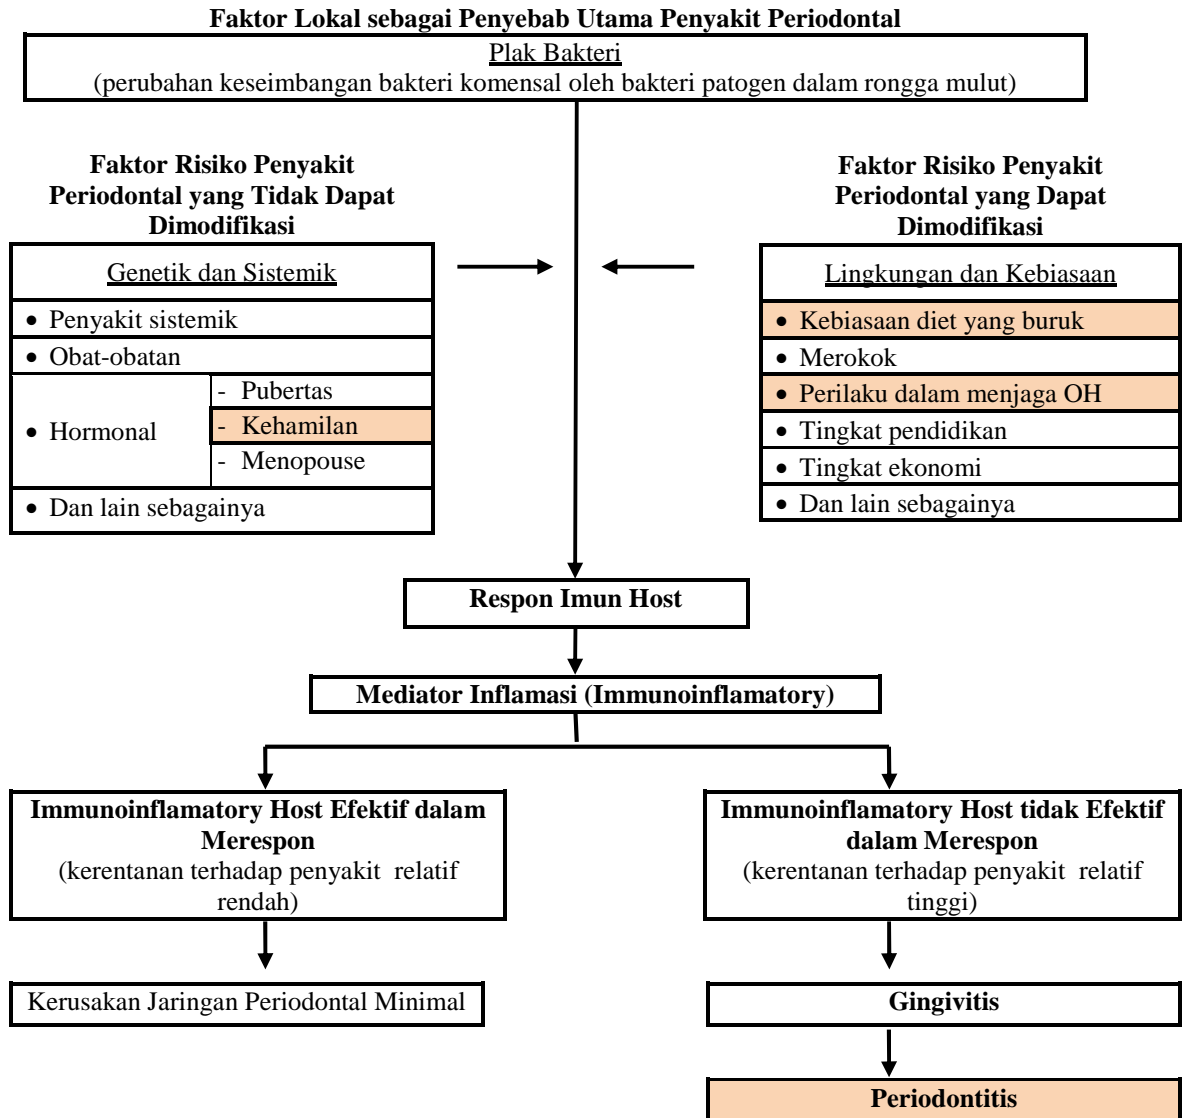 Faktor Lokal sebagai Penyebab Utama Penyakit Periodontal
Plak Bakteri
(perubahan keseimbangan bakteri komensal oleh bakteri patogen dalam rongga mulut)
Faktor Risiko Penyakit
Periodontal yang Tidak Dapat
Dimodifikasi
Genetik dan Sistemik
• Penyakit sistemik
• Obat-obatan
• Hormonal
- Pubertas
- Kehamilan
- Menopouse
• Dan lain sebagainya
Faktor Risiko Penyakit
Periodontal yang Dapat
Dimodifikasi
Lingkungan dan Kebiasaan
• Kebiasaan diet yang buruk
• Merokok
• Perilaku dalam menjaga OH
• Tingkat pendidikan
• Tingkat ekonomi
• Dan lain sebagainya
Respon Imun Host
Mediator Inflamasi (Immunoinflamatory)
Immunoinflamatory Host Efektif dalam
Merespon
(kerentanan terhadap penyakit relatif
rendah)
Kerusakan Jaringan Periodontal Minimal
Immunoinflamatory Host tidak Efektif
dalam Merespon
(kerentanan terhadap penyakit relatif
tinggi)
Gingivitis
Periodontitis